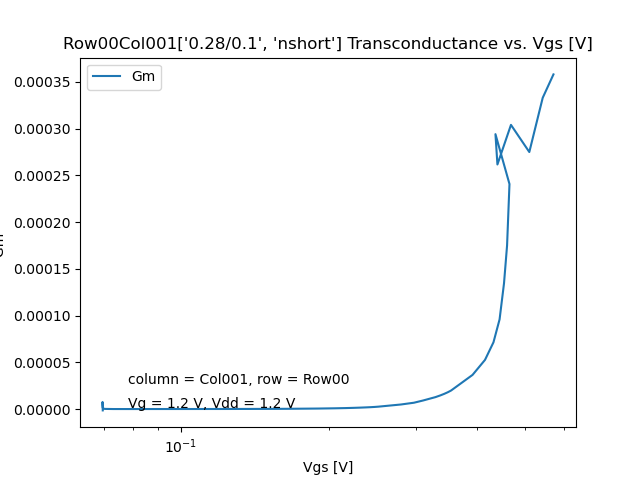 Row00Col001['0.28/0.1', 'nshort'] Transconductance vs. Vgs [V]
Gm
0.00035
0.00030
0.00025
0.00020
0.00015
0.00010
0.00005
0.00000
Gm
column = Col001, row = Row00
Vg = 1.2 V, Vdd = 1.2 V
10⁻¹
Vgs [V]